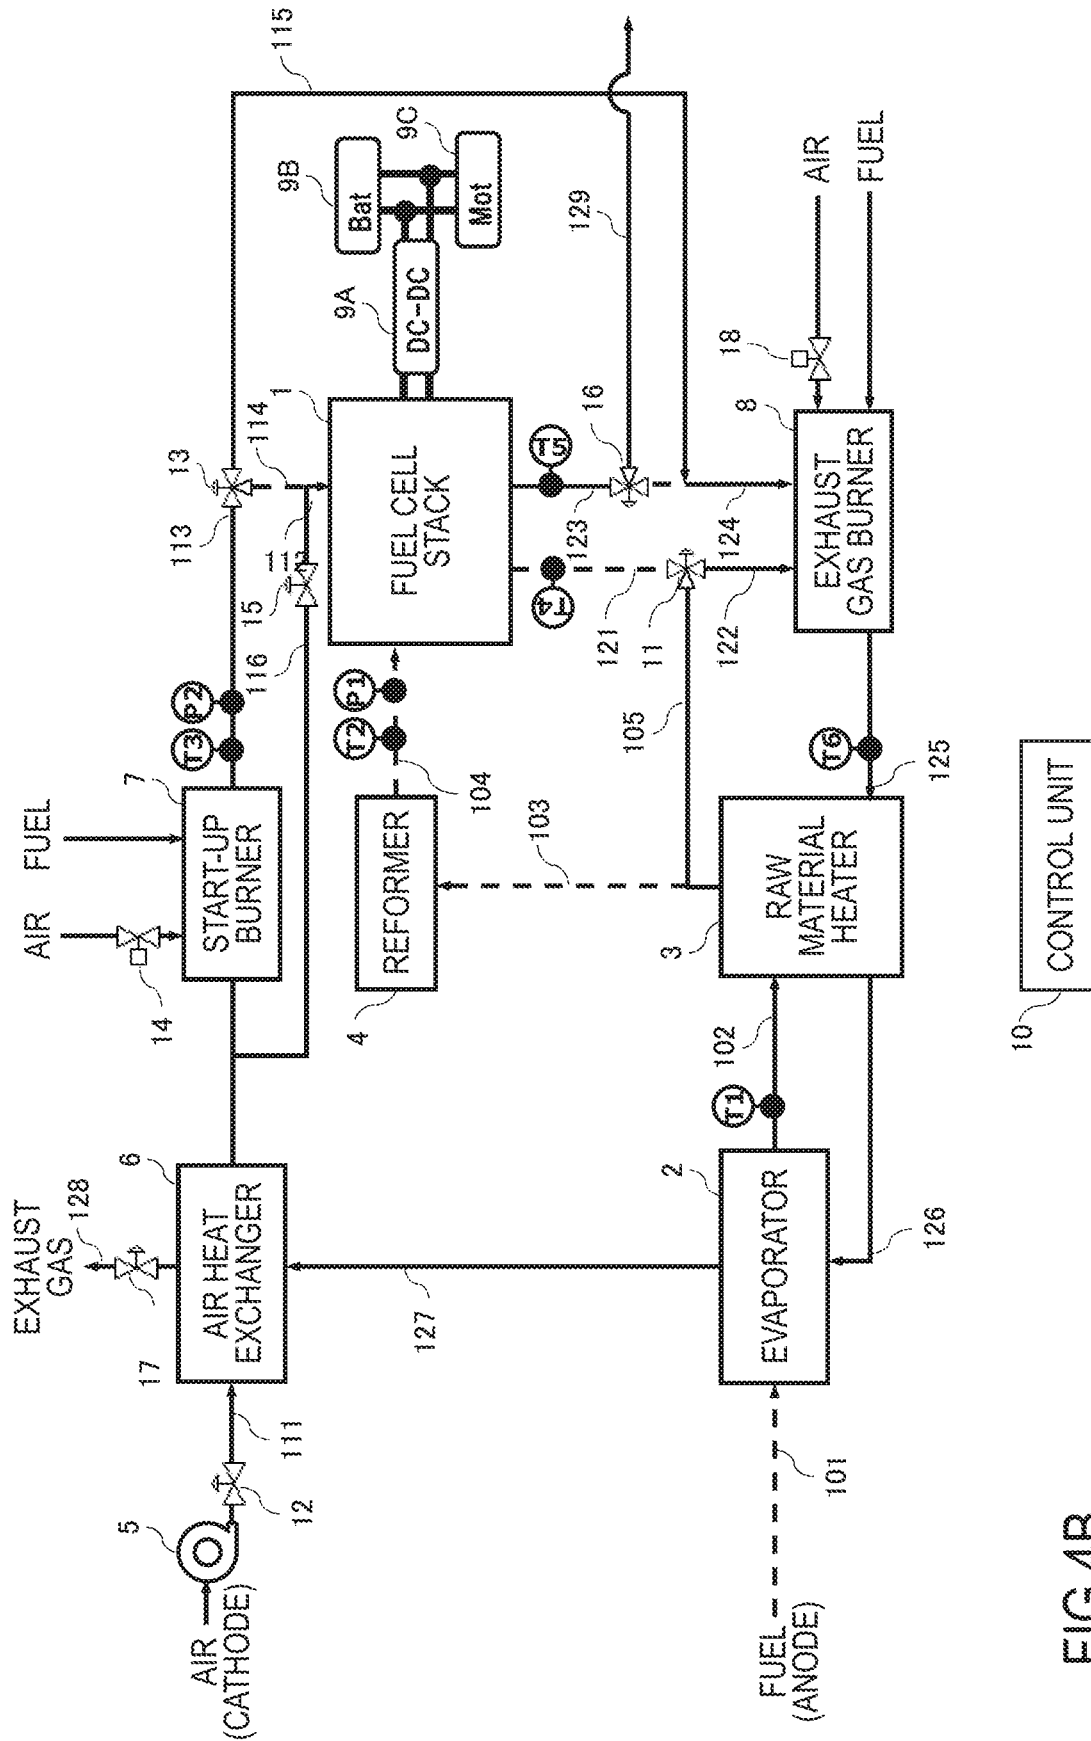 AIR
(CATHODE)
5
12
111
EXHAUST
GAS
128
17
6
AIR HEAT
EXCHANGER
AIR
FUEL
14
7
START-UP
BURNER
T3
P2
113
13
115
114
15
116
1
FUEL CELL
STACK
9A
DC-DC
9B
Bat
9C
Mot
4
REFORMER
T2
P1
104
103
105
T4
T5
121
123
11
16
129
122
124
18
AIR
FUEL
8
EXHAUST
GAS BURNER
T6
125
3
RAW
MATERIAL
HEATER
102
T1
2
EVAPORATOR
126
127
FUEL
(ANODE)
101
10
CONTROL UNIT
FIG.4B